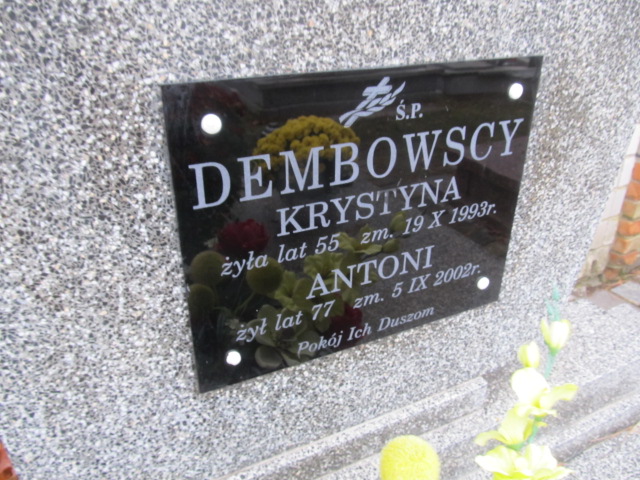 Ś.P.
DEMBOWSCY
KRYSTYNA
żyła lat 55 zm. 19 X 1993r.
ANTONI
żył lat 77 zm. 5 IX 2002r.
Pokój Ich Duszom